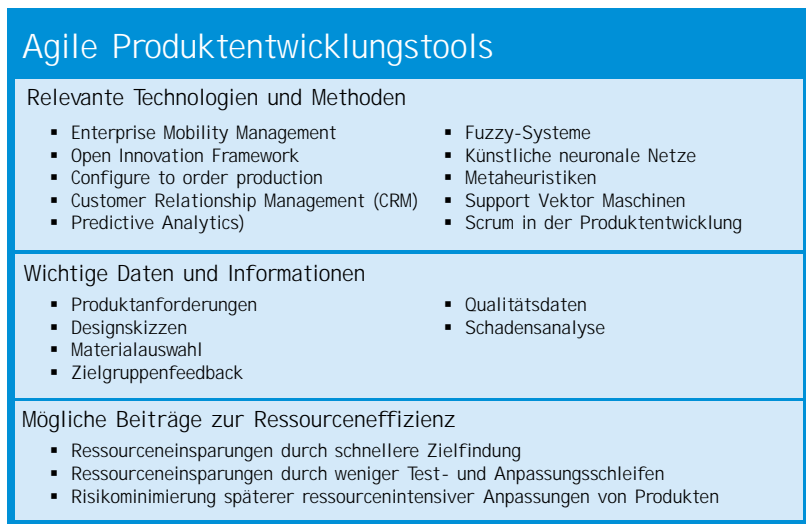 Agile Produktentwicklungstools
Relevante Technologien und Methoden
▪ Enterprise Mobility Management
▪ Open Innovation Framework
▪ Configure to order production
▪ Customer Relationship Management (CRM)
▪ Predictive Analytics)
▪ Fuzzy-Systeme
▪ Künstliche neuronale Netze
▪ Metaheuristiken
▪ Support Vektor Maschinen
▪ Scrum in der Produktentwicklung
Wichtige Daten und Informationen
▪ Produktanforderungen
▪ Designskizzen
▪ Materialauswahl
▪ Zielgruppenfeedback
▪ Qualitätsdaten
▪ Schadensanalyse
Mögliche Beiträge zur Ressourceneffizienz
▪ Ressourceneinsparungen durch schnellere Zielfindung
▪ Ressourceneinsparungen durch weniger Test- und Anpassungsschleifen
▪ Risikominimierung späterer ressourcenintensiver Anpassungen von Produkten